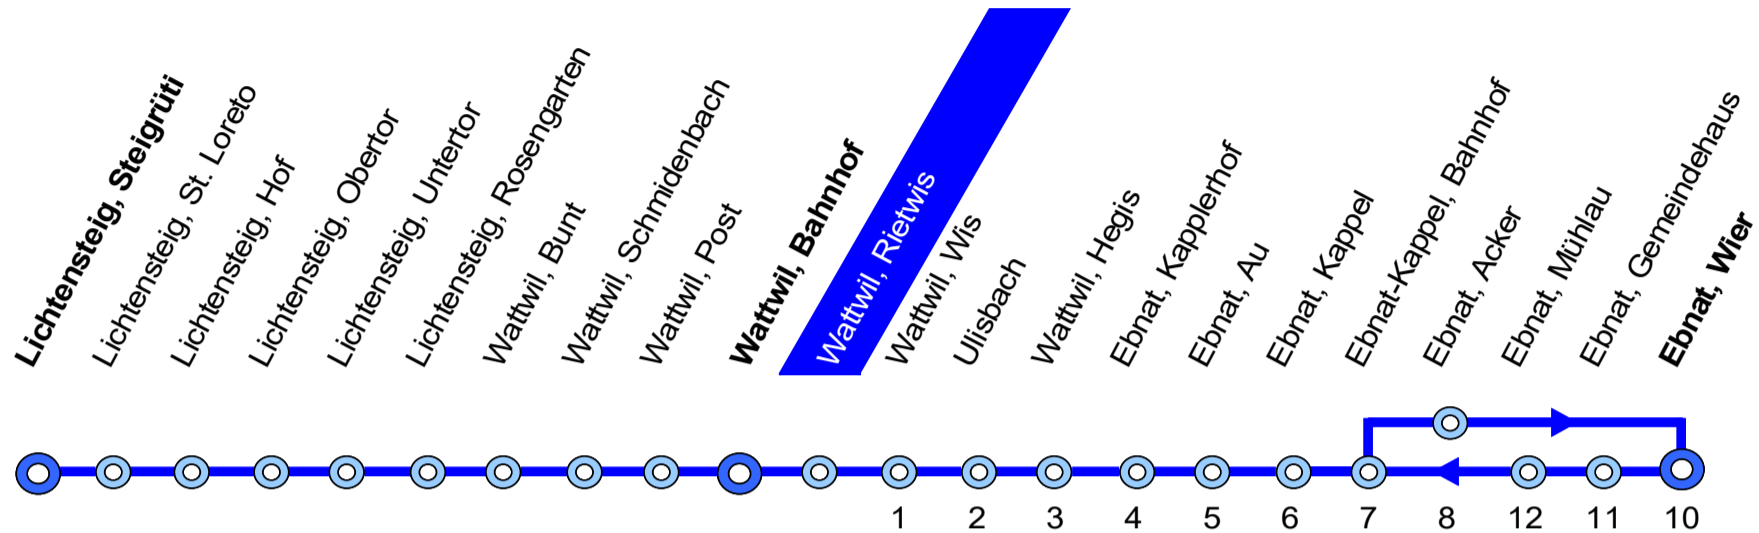 Lichtensteig, Steigrüti
Lichtensteig, St. Loreto
Lichtensteig, Hof
Lichtensteig, Obertor
Lichtensteig, Untertor
Lichtensteig, Rosengarten
Wattwil, Bunt
Wattwil, Schmidenbach
Wattwil, Post
Wattwil, Bahnhof
Wattwil, Rietwis
Wattwil, Wis
Ulisbach
Wattwil, Hegis
Ebnat, Kapplerhof
Ebnat, Au
Ebnat, Kappel
Ebnat-Kappel, Bahnhof
Ebnat, Acker
Ebnat, Mühlau
Ebnat, Gemeindehaus
Ebnat, Wier
1 2 3 4 5 6 7 8 12 11 10